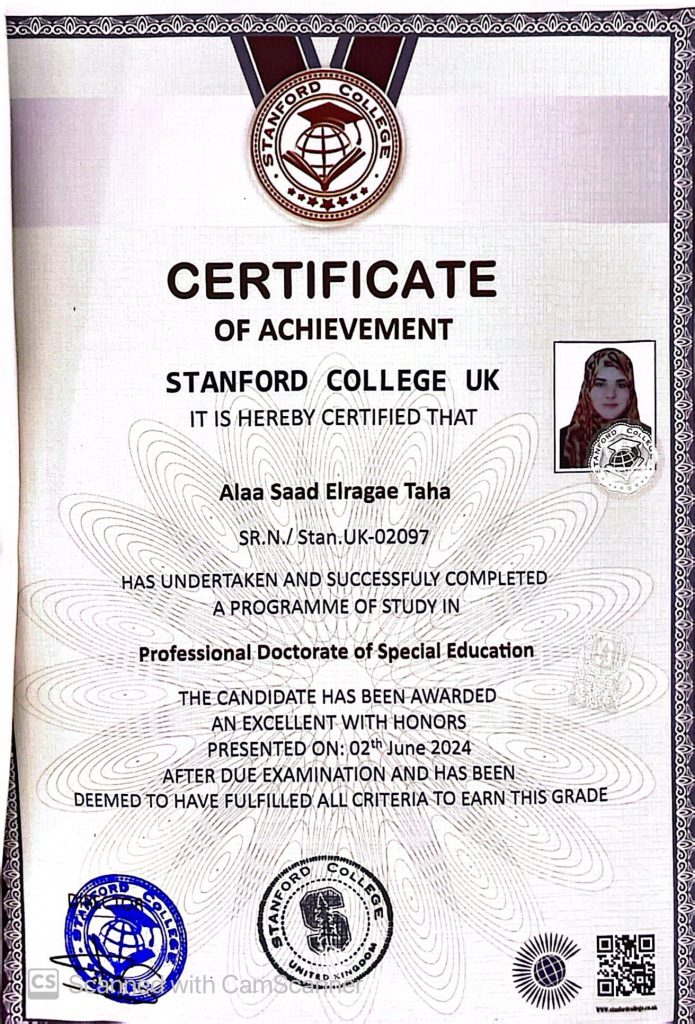 STANFORD COLLEGE
CERTIFICATE
OF ACHIEVEMENT
STANFORD COLLEGE UK
IT IS HEREBY CERTIFIED THAT
STANFORD COLLEGE
Alaa Saad Elragae Taha
SR.N./ Stan.UK-02097
HAS UNDERTAKEN AND SUCCESSFULY COMPLETED
A PROGRAMME OF STUDY IN
Professional Doctorate of Special Education
THE CANDIDATE HAS BEEN AWARDED
AN EXCELLENT WITH HONORS
PRESENTED ON: 02th June 2024
AFTER DUE EXAMINATION AND HAS BEEN
DEEMED TO HAVE FULFILLED ALL CRITERIA TO EARN THIS GRADE
DIRECTOR
STANFORD COLLEGE
STANFORD COLLEGE
S
UNITED KINGDOM
CS Scanned with CamScanner